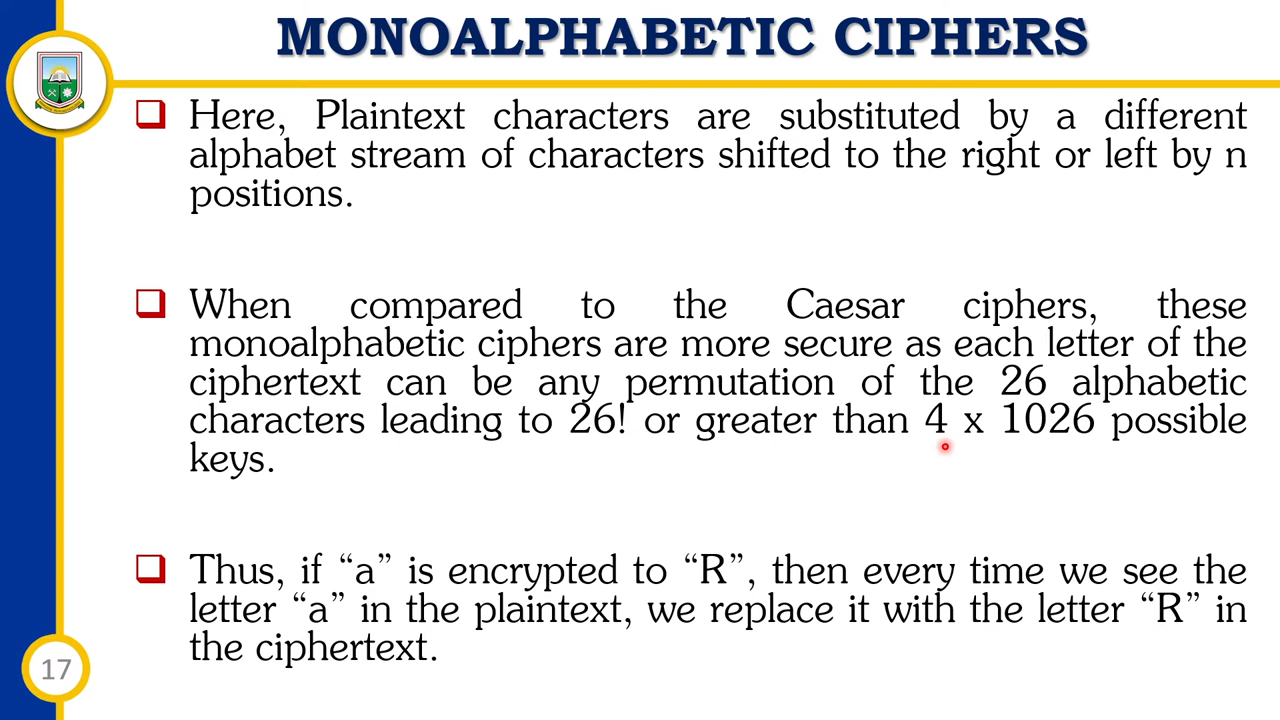 MONOALPHABETIC CIPHERS
Here, Plaintext characters are substituted by a different
alphabet stream of characters shifted to the right or left by n
positions.
When compared to the Caesar ciphers, these
monoalphabetic ciphers are more secure as each letter of the
ciphertext can be any permutation of the 26 alphabetic
characters leading to 26! or greater than 4 x 1026 possible
keys.
Thus, if “a” is encrypted to “R”, then every time we see the
letter “a” in the plaintext, we replace it with the letter “R” in
the ciphertext.
17